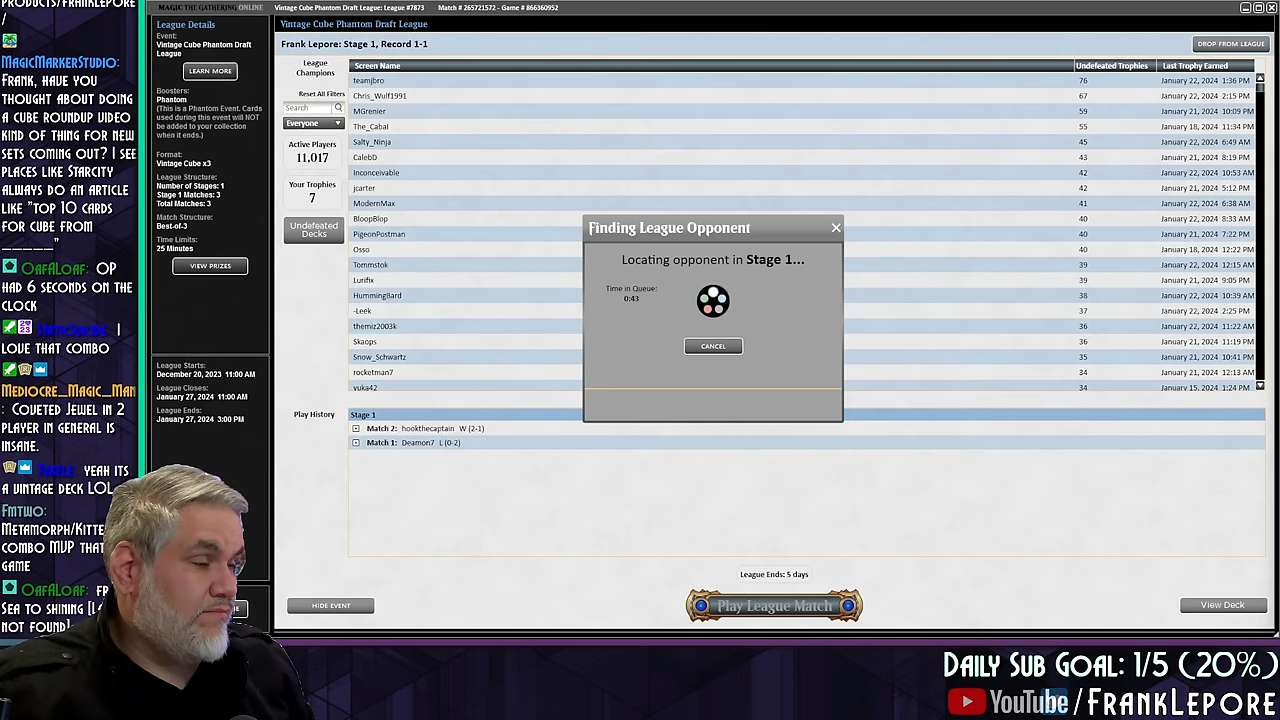 PRODUCTS/FRANKLEPORE
/
MagicMarkerStudio:
Frank, have you
thought about doing
a cube roundup video
kind of thing for new
sets coming out? I see
places like Starcity
always do an article
like "Top 10 cards
for cube from
_____"
OafAloaf: Op
had 6 seconds on the
clock
StaticSuicide: I
love that combo
Mediocre_Magic_Man
: Coveted Jewel in 2
player in general is
insane.
yeah its
a vintage deck LOL
Fmtwo:
Metamorph/Kitte
combo MVP that
game
OafAloaf: Fr
Sea to shining [La
not found]
MAGIC THE GATHERING ONLINE
Vintage Cube Phantom Draft League: League #7873 Match # 265721572 - Game # 866360952
League Details
Event:
Vintage Cube Phantom Draft
League
LEARN MORE
Boosters:
Phantom
(This is a Phantom Event. Cards
used during this event will NOT
be added to your collection
when it ends.)
Format:
Vintage Cube x3
League Structure:
Number of Stages: 1
Stage 1 Matches: 3
Total Matches: 3
Match Structure:
Best-of-3
Time Limits:
25 Minutes
VIEW PRIZES
League Starts:
December 20, 2023 11:00 AM
League Closes:
January 27, 2024 11:00 AM
League Ends:
January 27, 2024 3:00 PM
Vintage Cube Phantom Draft League
Frank Lepore: Stage 1, Record 1-1
DROP FROM LEAGUE
League
Champions
Reset All Filters
Search
Everyone
Active Players
11,017
Your Trophies
7
Undefeated
Decks
Screen Name Undefeated Trophies Last Trophy Earned
teamjbro 76 January 22, 2024 1:36 PM
Chris_Wulf1991 67 January 22, 2024 2:15 PM
MGrenier 59 January 21, 2024 10:09 PM
The_Cabal 55 January 18, 2024 11:34 PM
Salty_Ninja 45 January 22, 2024 6:49 AM
CalebD 43 January 21, 2024 8:19 PM
Inconceivable 42 January 22, 2024 10:53 AM
jcarter 42 January 21, 2024 5:12 PM
ModernMax 41 January 22, 2024 6:38 AM
BloopBlop 40 January 22, 2024 8:33 AM
PigeonPostman 40 January 21, 2024 7:22 PM
Osso 40 January 18, 2024 12:22 PM
Tommstok 39 January 22, 2024 12:15 AM
Lurifix 39 January 21, 2024 9:05 PM
HummingBard 38 January 22, 2024 10:39 AM
-Leek 37 January 22, 2024 2:25 PM
themiz2003k 36 January 22, 2024 11:22 AM
Skaops 36 January 21, 2024 11:19 PM
Snow_Schwartz 35 January 21, 2024 10:41 PM
rocketman7 34 January 21, 2024 12:13 AM
vuka42 34 January 15, 2024 1:24 PM
Finding League Opponent
Locating opponent in Stage 1...
Time in Queue:
0:43
CANCEL
Play History
Stage 1
Match 2: hookthecaptain W (2-1)
Match 1: Deamon7 L (0-2)
League Ends: 5 days
HIDE EVENT
Play League Match
View Deck
Daily Sub Goal: 1/5 (20%)
YouTube /FrankLepore